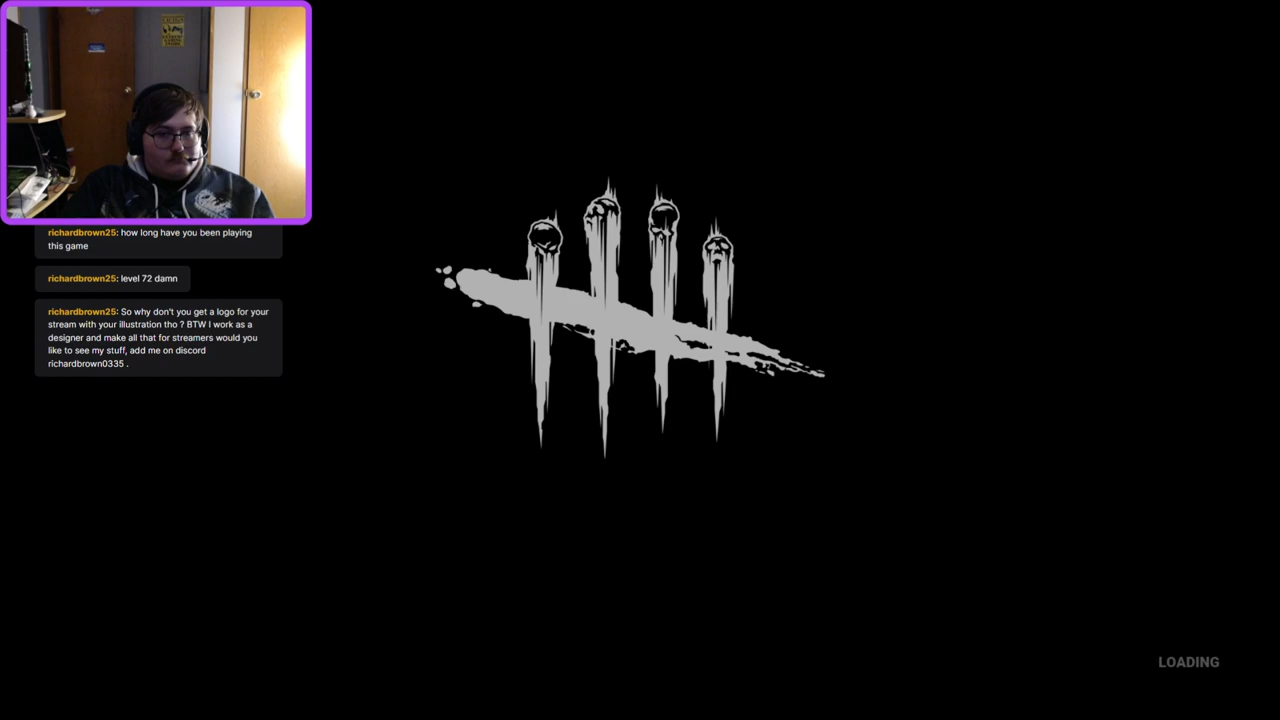 richardbrown25: how long have you been playing
this game
richardbrown25: level 72 damn
richardbrown25: So why don't you get a logo for your
stream with your illustration tho ? BTW I work as a
designer and make all that for streamers would you
like to see my stuff, add me on discord
richardbrown0335 .
LOADING